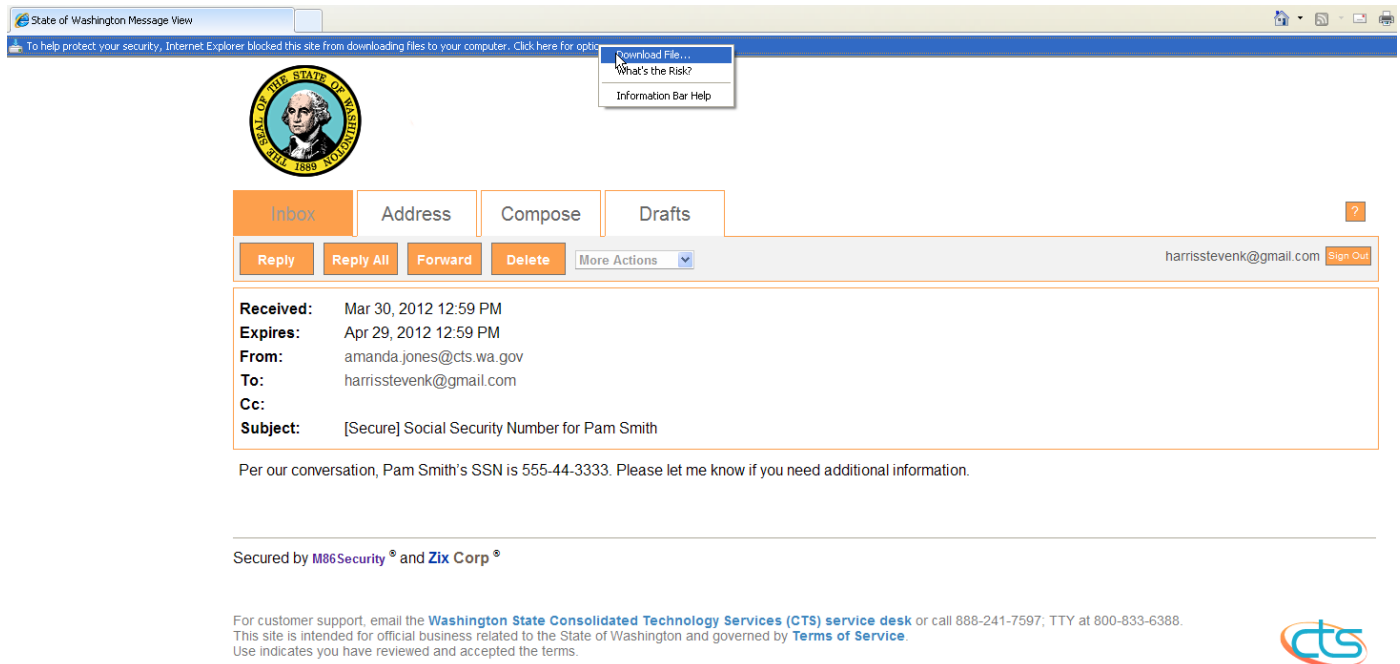 State of Washington Message View
To help protect your security, Internet Explorer blocked this site from downloading files to your computer. Click here for optio
Download File...
What's the Risk?
Information Bar Help
THE SEAL OF THE STATE OF WASHINGTON
1889
Inbox Address Compose Drafts ?
Reply Reply All Forward Delete More Actions harrisstevenk@gmail.com Sign Out
Received: Mar 30, 2012 12:59 PM
Expires: Apr 29, 2012 12:59 PM
From: amanda.jones@cts.wa.gov
To: harrisstevenk@gmail.com
Cc:
Subject: [Secure] Social Security Number for Pam Smith
Per our conversation, Pam Smith's SSN is 555-44-3333. Please let me know if you need additional information.
Secured by M86Security ® and Zix Corp ®
For customer support, email the Washington State Consolidated Technology Services (CTS) service desk or call 888-241-7597; TTY at 800-833-6388.
This site is intended for official business related to the State of Washington and governed by Terms of Service.
Use indicates you have reviewed and accepted the terms.
cts